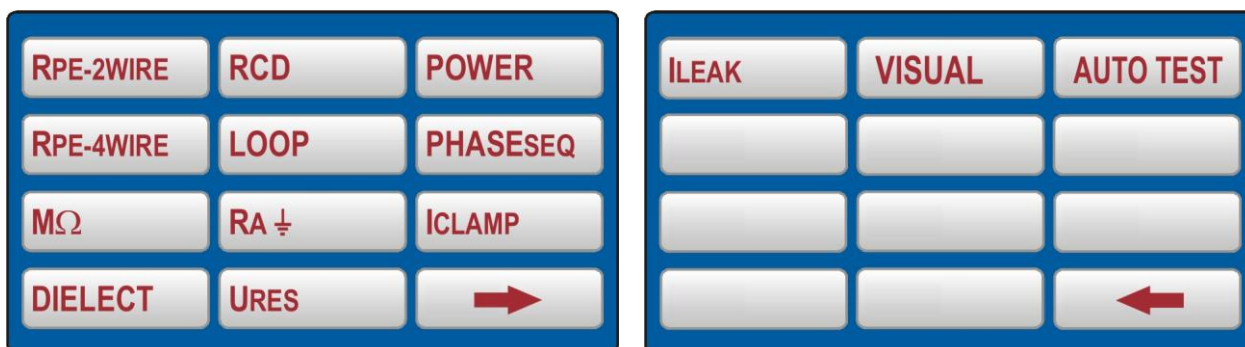 RPE-2WIRE RCD POWER
RPE-4WIRE LOOP PHASESEQ
MΩ RA ⏚ ICLAMP
DIELECT URES
ILEAK VISUAL AUTO TEST